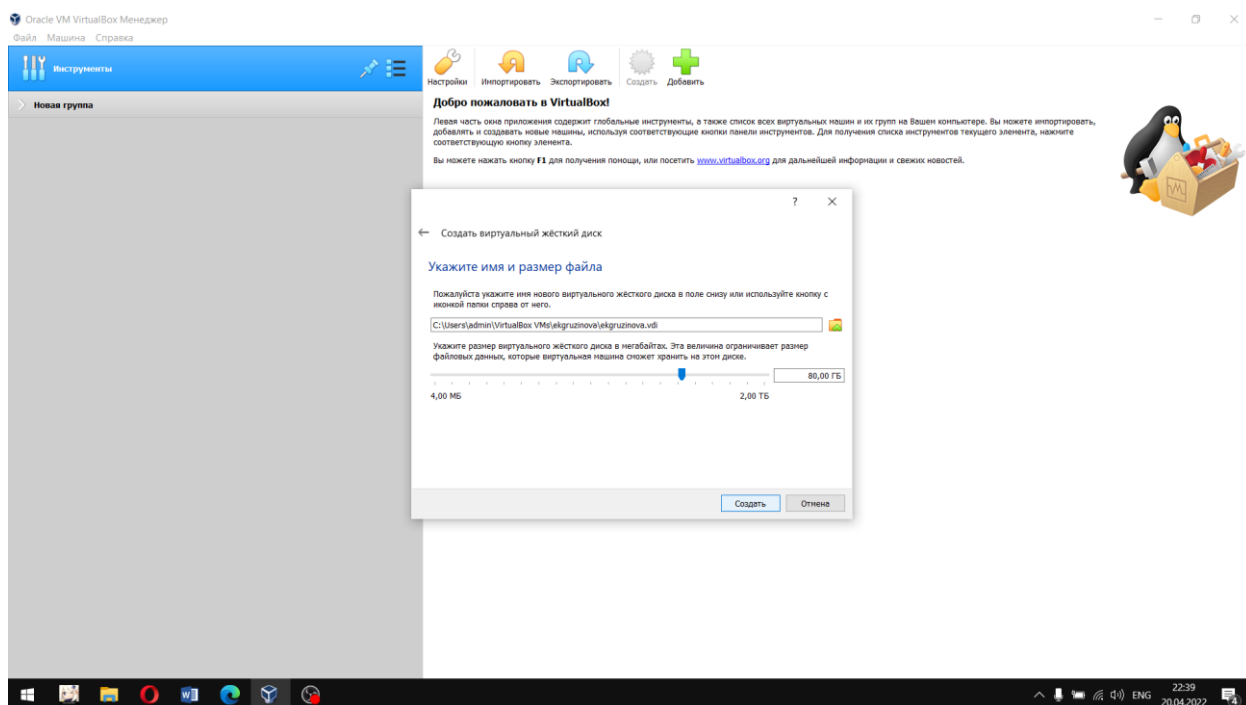 Oracle VM VirtualBox Менеджер
Файл Машина Справка
Инструменты
Новая группа
Настройки Импортировать Экспортировать Создать Добавить
Добро пожаловать в VirtualBox!
Левая часть окна приложения содержит глобальные инструменты, а также список всех виртуальных машин и их групп на Вашем компьютере. Вы можете импортировать,
добавлять и создавать новые машины, используя соответствующие кнопки панели инструментов. Для получения списка инструментов текущего элемента, нажмите
соответствующую кнопку элемента.
Вы можете нажать кнопку F1 для получения помощи, или посетить www.virtualbox.org для дальнейшей информации и свежих новостей.
?
Создать виртуальный жёсткий диск
Укажите имя и размер файла
Пожалуйста укажите имя нового виртуального жёсткого диска в поле снизу или используйте кнопку с
иконкой папки справа от него.
C:\Users\admin\VirtualBox VMs\ekgruzinova\ekgruzinova.vdi
Укажите размер виртуального жёсткого диска в мегабайтах. Эта величина ограничивает размер
файловых данных, которые виртуальная машина сможет хранить на этом диске.
80,00 ГБ
4,00 МБ 2,00 ТБ
Создать Отмена
ENG
22:39
20.04.2022
4